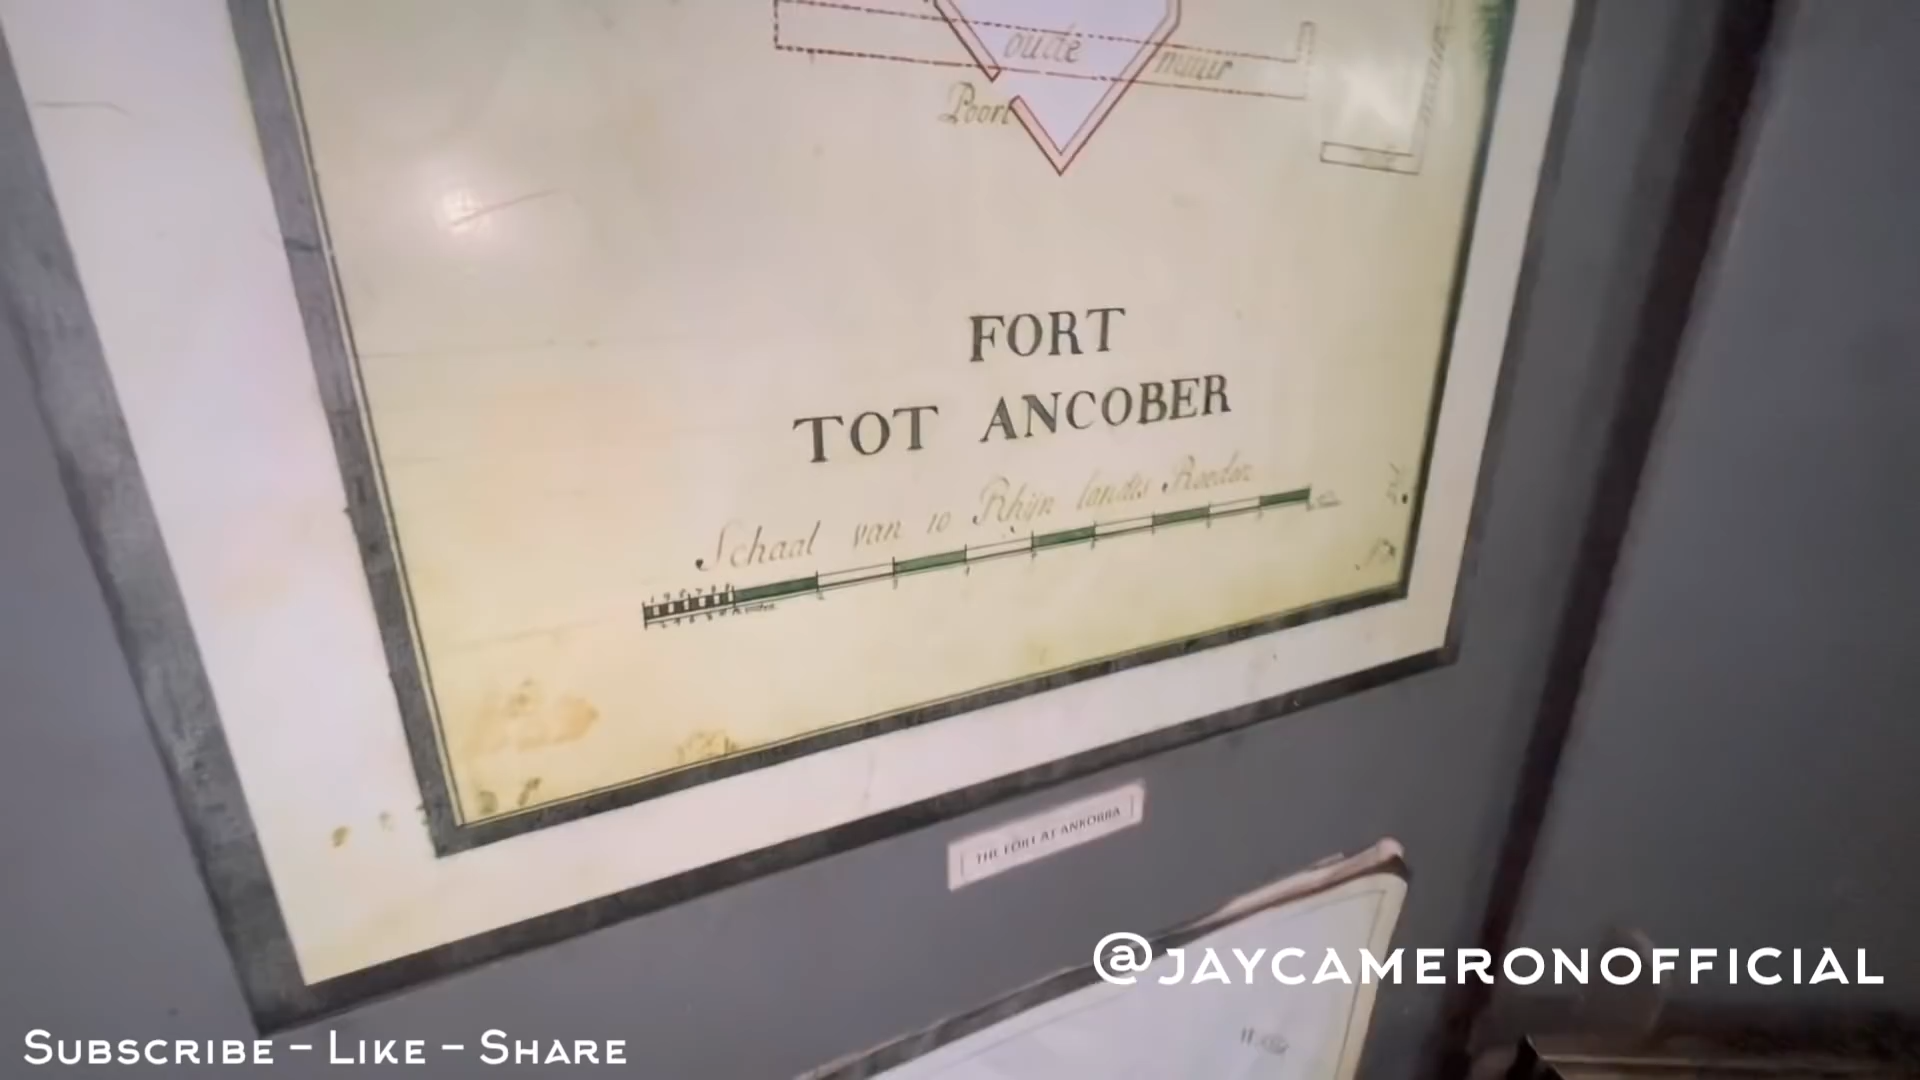 oude muur
Poort
FORT
TOT ANCOBER
Schaal van 10 Rhijn landts Roeden
THE FORT AT ANKOBRA
@JAYCAMERONOFFICIAL
SUBSCRIBE – LIKE – SHARE